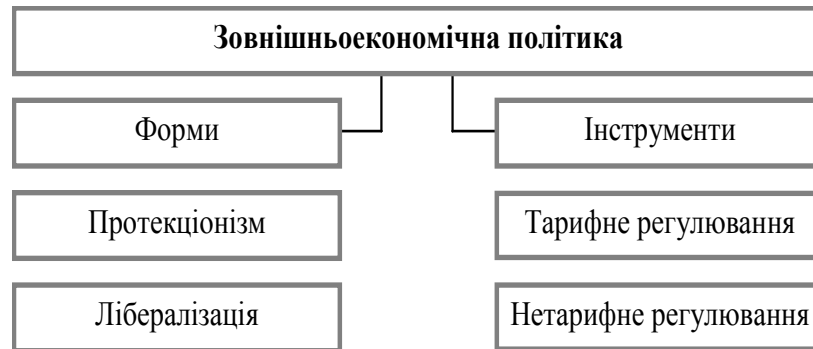 Зовнішньоекономічна політика
Форми
Інструменти
Протекціонізм
Тарифне регулювання
Лібералізація
Нетарифне регулювання